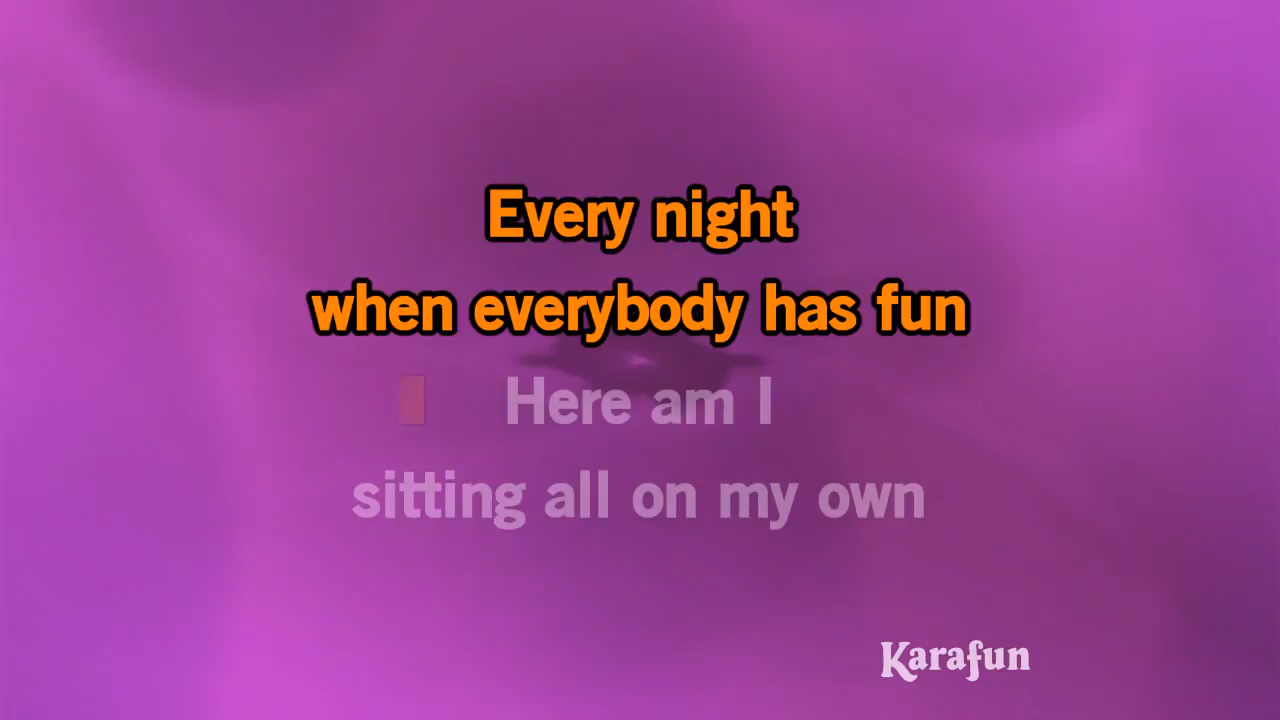 Every night
when everybody has fun
Here am I
sitting all on my own
Karafun